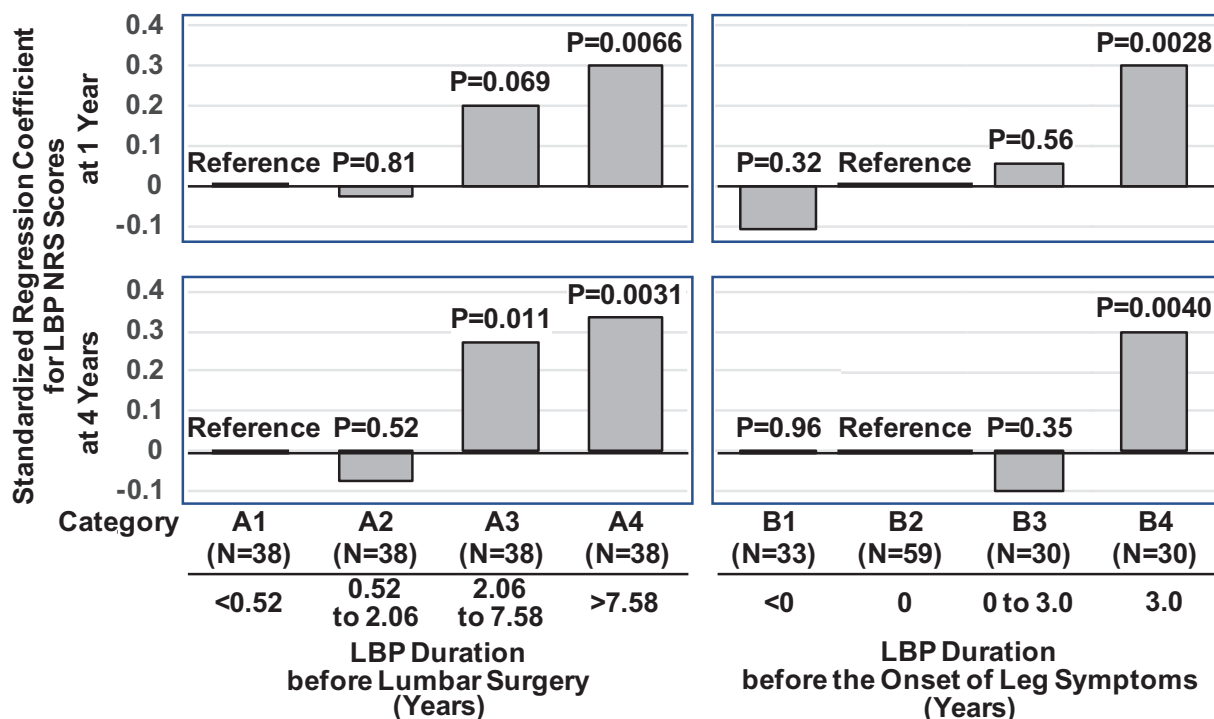 Standardized Regression Coefficient
for LBP NRS Scores
at 1 Year
0.4
0.3
0.2
0.1
0
-0.1
Reference
P=0.81
P=0.069
P=0.0066
P=0.32
Reference
P=0.56
P=0.0028
at 4 Years
0.4
0.3
0.2
0.1
0
-0.1
Reference
P=0.52
P=0.011
P=0.0031
P=0.96
Reference
P=0.35
P=0.0040
Category
A1 A2 A3 A4 B1 B2 B3 B4
(N=38) (N=38) (N=38) (N=38) (N=33) (N=59) (N=30) (N=30)
<0.52
0.52
to 2.06
2.06
to 7.58
>7.58
<0
0
0 to 3.0
3.0
LBP Duration
before Lumbar Surgery
(Years)
LBP Duration
before the Onset of Leg Symptoms
(Years)